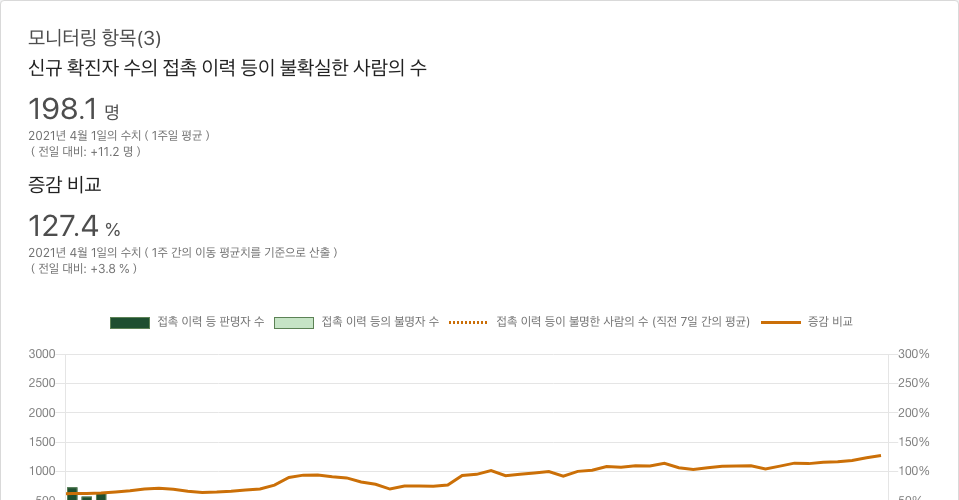 모니터링 항목(3)
신규 확진자 수의 접촉 이력 등이 불확실한 사람의 수
198.1 명
2021년 4월 1일의 수치 ( 1주일 평균 )
( 전일 대비: +11.2 명 )
증감 비교
127.4 %
2021년 4월 1일의 수치 ( 1주 간의 이동 평균치를 기준으로 산출 )
( 전일 대비: +3.8 % )
접촉 이력 등 판명자 수 접촉 이력 등의 불명자 수 접촉 이력 등이 불명한 사람의 수 (직전 7일 간의 평균) 증감 비교
3000 300%
2500 250%
2000 200%
1500 150%
1000 100%
500 50%